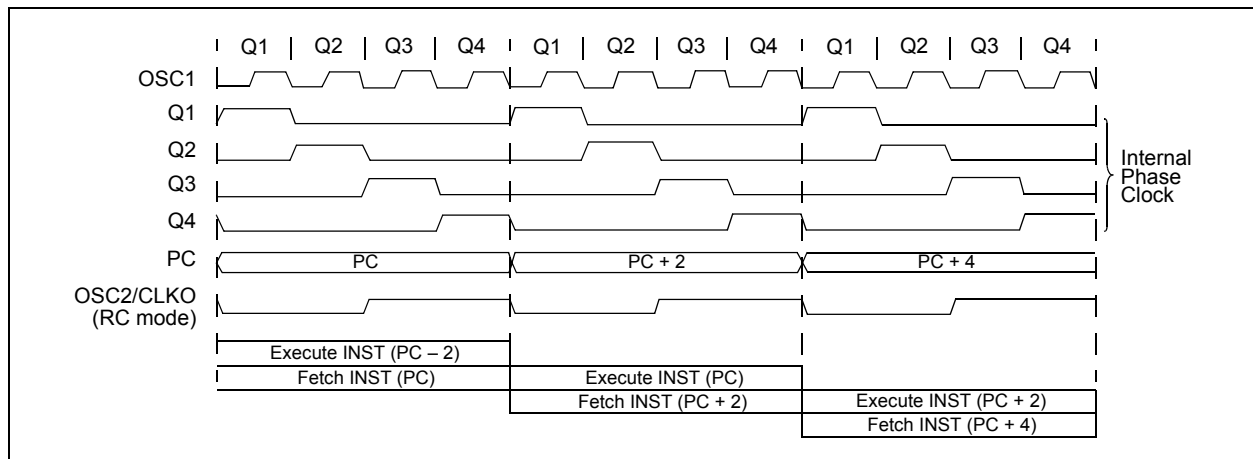 Q1 Q2 Q3 Q4 Q1 Q2 Q3 Q4 Q1 Q2 Q3 Q4
OSC1
Q1
Q2
Q3
Q4
Internal
Phase
Clock
PC PC PC + 2 PC + 4
OSC2/CLKO
(RC mode)
Execute INST (PC – 2)
Fetch INST (PC) Execute INST (PC)
Fetch INST (PC + 2) Execute INST (PC + 2)
Fetch INST (PC + 4)